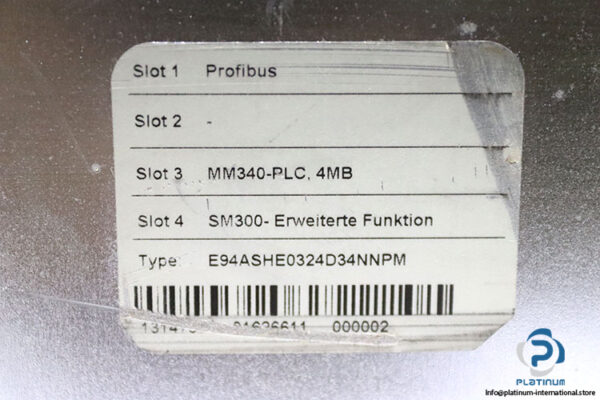 Slot 1 Profibus
Slot 2 -
Slot 3 MM340-PLC, 4MB
Slot 4 SM300- Erweiterte Funktion
Type E94ASHE0324D34NNPM
01626611 000002
PLATINUM
Info@platinum-international.store